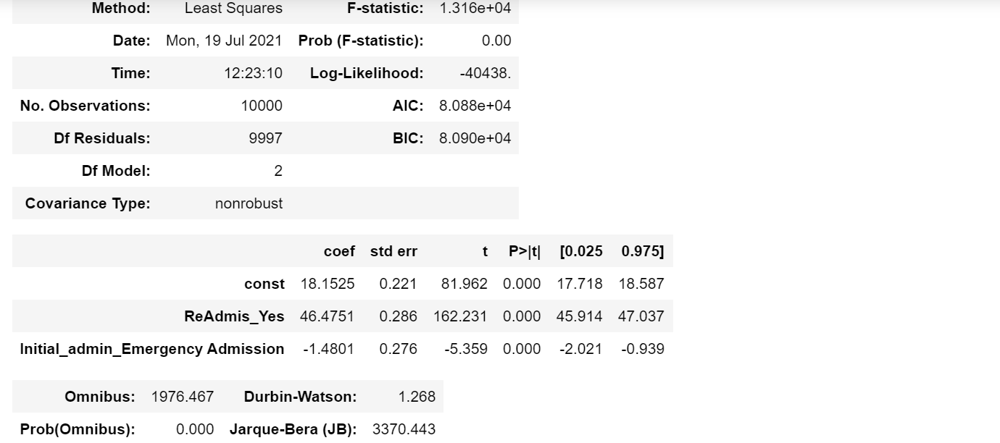 Method: Least Squares F-statistic: 1.316e+04
Date: Mon, 19 Jul 2021 Prob (F-statistic): 0.00
Time: 12:23:10 Log-Likelihood: -40438.
No. Observations: 10000 AIC: 8.088e+04
Df Residuals: 9997 BIC: 8.090e+04
Df Model: 2
Covariance Type: nonrobust
coef std err t P>|t| [0.025 0.975]
const 18.1525 0.221 81.962 0.000 17.718 18.587
ReAdmis_Yes 46.4751 0.286 162.231 0.000 45.914 47.037
Initial_admin_Emergency Admission -1.4801 0.276 -5.359 0.000 -2.021 -0.939
Omnibus: 1976.467 Durbin-Watson: 1.268
Prob(Omnibus): 0.000 Jarque-Bera (JB): 3370.443